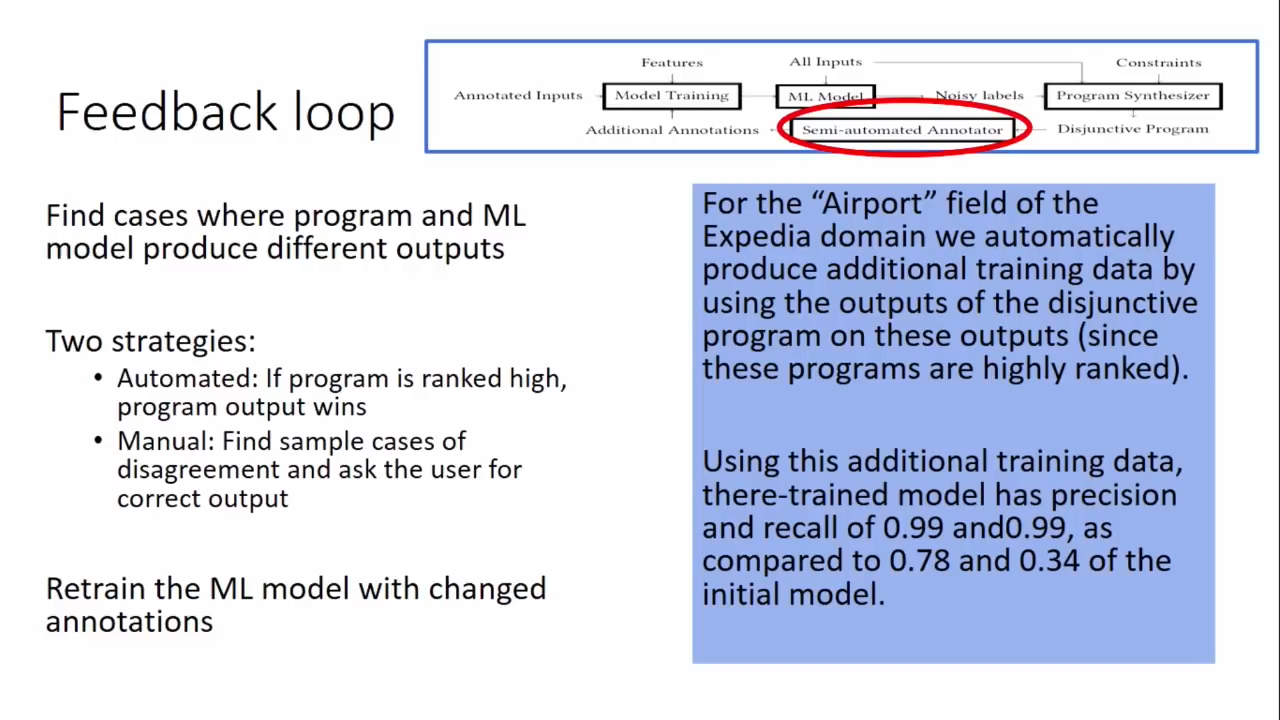 Feedback loop
Features
All Inputs
Constraints
Annotated Inputs
Model Training
ML Model
Noisy labels
Program Synthesizer
Additional Annotations
Semi-automated Annotator
Disjunctive Program
Find cases where program and ML
model produce different outputs
Two strategies:
• Automated: If program is ranked high,
program output wins
• Manual: Find sample cases of
disagreement and ask the user for
correct output
Retrain the ML model with changed
annotations
For the “Airport” field of the
Expedia domain we automatically
produce additional training data by
using the outputs of the disjunctive
program on these outputs (since
these programs are highly ranked).
Using this additional training data,
there-trained model has precision
and recall of 0.99 and0.99, as
compared to 0.78 and 0.34 of the
initial model.